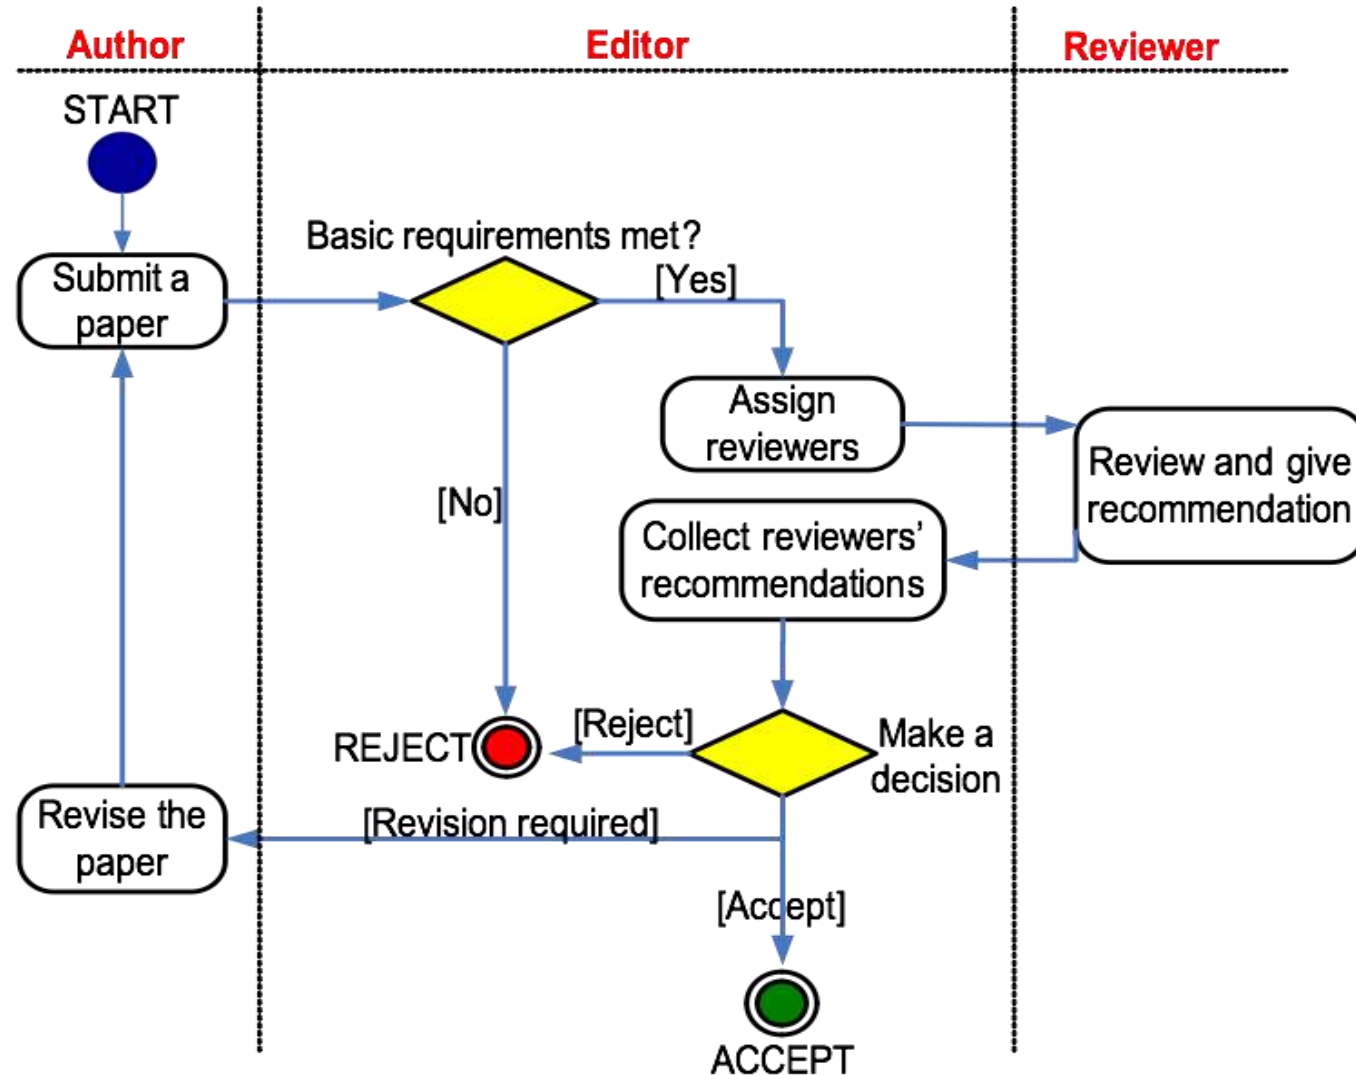 Author
Editor
Reviewer
START
Basic requirements met?
[Yes]
Submit a
paper
Assign
reviewers
Review and give
recommendation
[No]
Collect reviewers’
recommendations
REJECT
[Reject]
Make a
decision
Revise the
paper
[Revision required]
[Accept]
ACCEPT